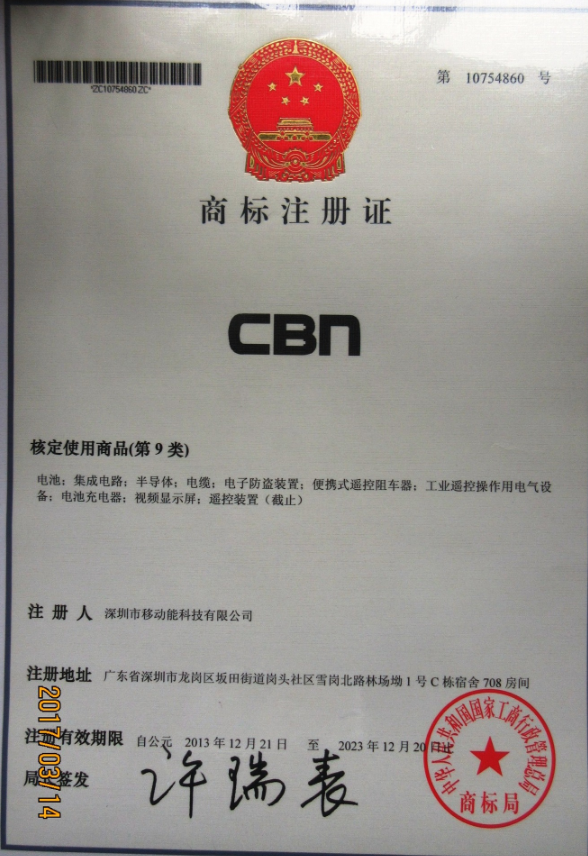 *ZC10754860ZC*
第 10754860 号
商标注册证
CBN
核定使用商品(第 9 类)
电池；集成电路；半导体；电缆；电子防盗装置；便携式遥控阻车器；工业遥控操作用电气设
备；电池充电器；视频显示屏；遥控装置（截止）
注 册 人 深圳市移动能科技有限公司
注册地址 广东省深圳市龙岗区坂田街道岗头社区雪岗北路林场坳 1 号 C 栋宿舍 708 房间
注册有效期限 自公元 2013 年 12 月 21 日 至 2023 年 12 月 20 日止
局长签发 许瑞表
中华人民共和国国家工商行政管理总局
商标局
2017/03/14